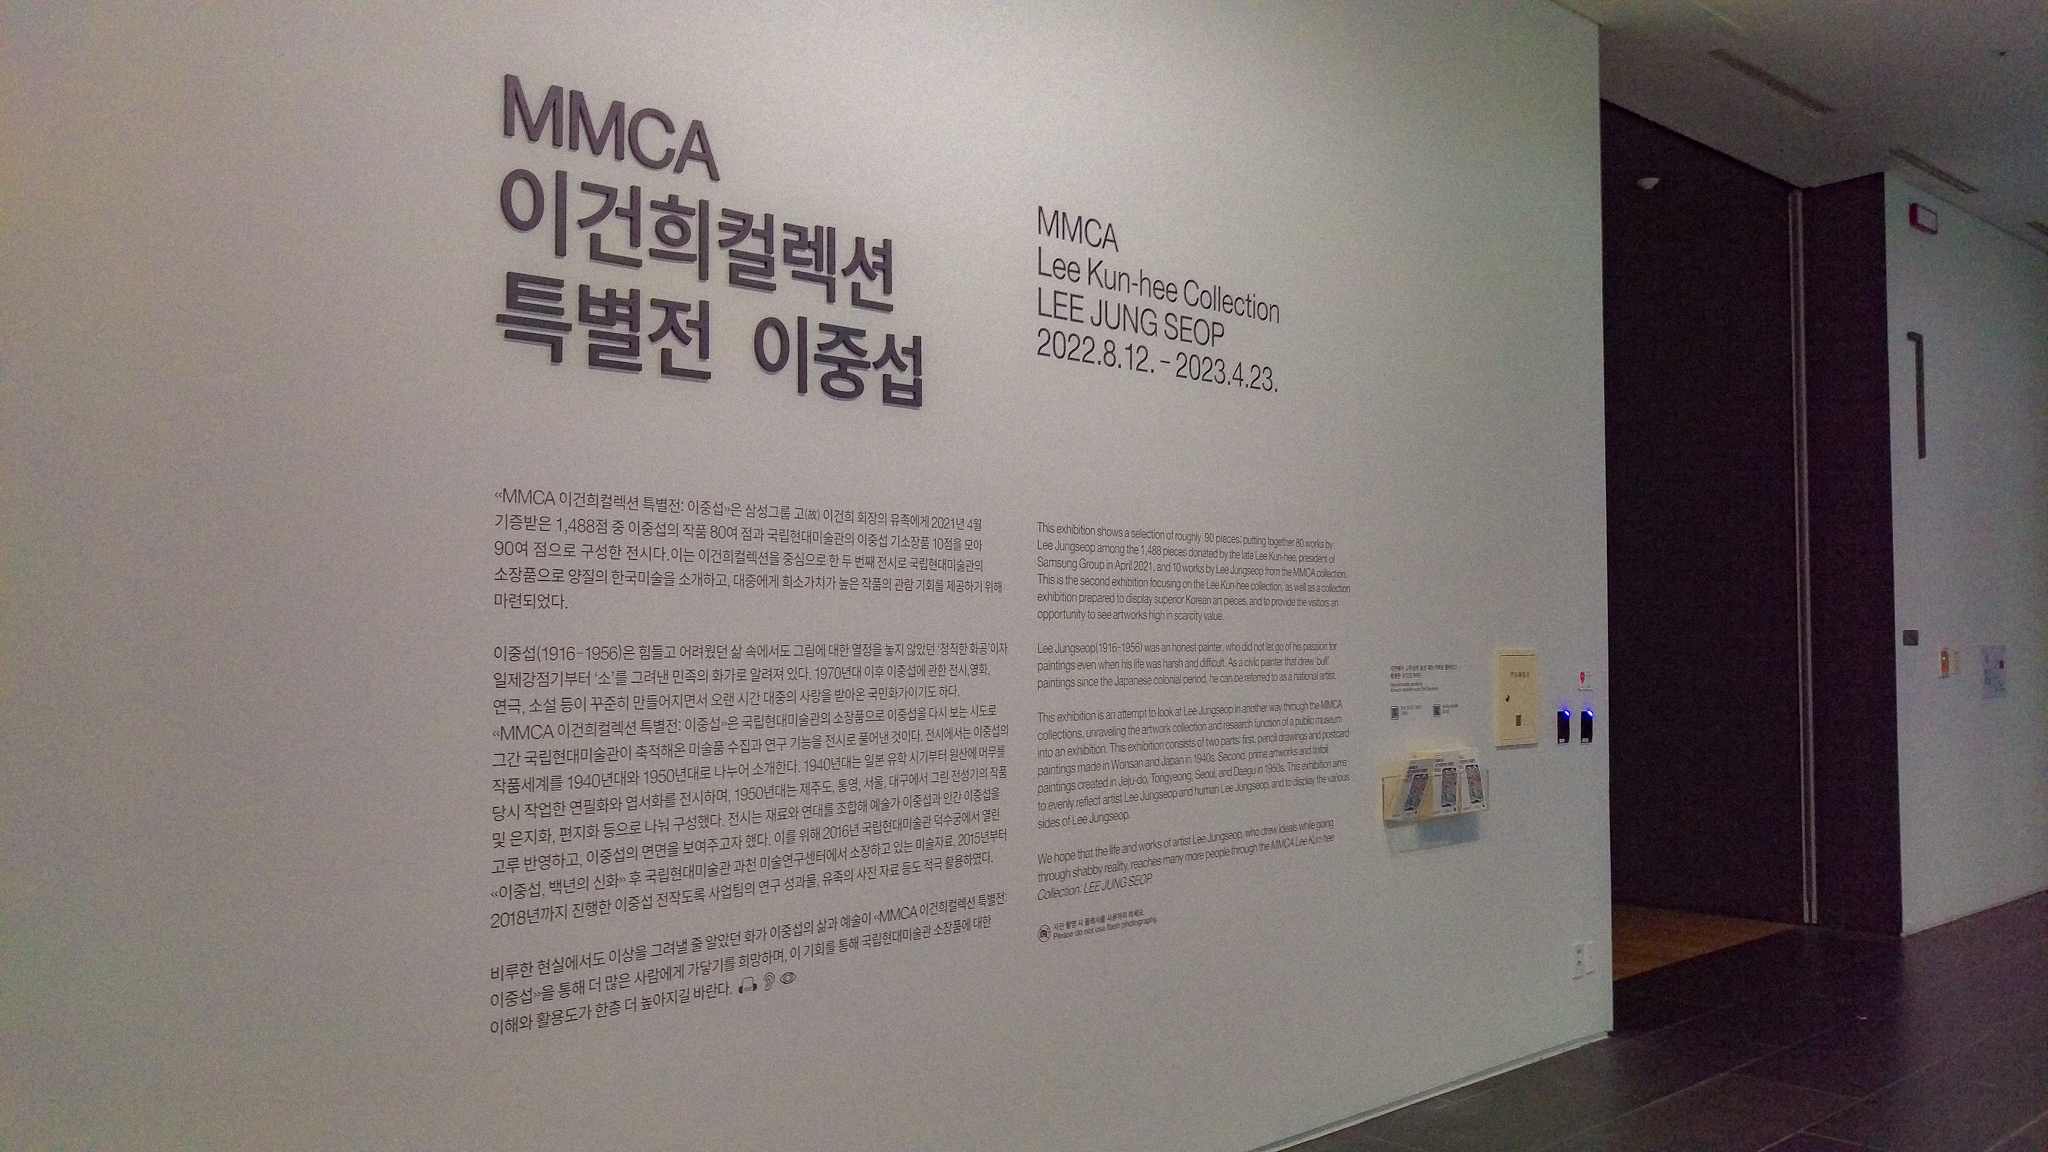 MMCA
이건희컬렉션
특별전 이중섭
MMCA
Lee Kun-hee Collection
LEE JUNG SEOP
2022.8.12. – 2023.4.23.
«MMCA 이건희컬렉션 특별전: 이중섭»은 삼성그룹 고(故) 이건희 회장의 유족에게 2021년 4월
기증받은 1,488점 중 이중섭의 작품 80여 점과 국립현대미술관의 이중섭 기소장품 10점을 모아
90여 점으로 구성한 전시다.이는 이건희컬렉션을 중심으로 한 두 번째 전시로 국립현대미술관의
소장품으로 양질의 한국미술을 소개하고, 대중에게 희소가치가 높은 작품의 관람 기회를 제공하기 위해
마련되었다.
이중섭(1916-1956)은 힘들고 어려웠던 삶 속에서도 그림에 대한 열정을 놓지 않았던 ‘정직한 화공’이자
일제강점기부터 ‘소’를 그려낸 민족의 화가로 알려져 있다. 1970년대 이후 이중섭에 관한 전시,영화,
연극, 소설 등이 꾸준히 만들어지면서 오랜 시간 대중의 사랑을 받아온 국민화가이기도 하다.
«MMCA 이건희컬렉션 특별전: 이중섭»은 국립현대미술관의 소장품으로 이중섭을 다시 보는 시도로
그간 국립현대미술관이 축적해온 미술품 수집과 연구 기능을 전시로 풀어낸 것이다. 전시에서는 이중섭의
작품세계를 1940년대와 1950년대로 나누어 소개한다. 1940년대는 일본 유학 시기부터 원산에 머무를
당시 작업한 연필화와 엽서화를 전시하며, 1950년대는 제주도, 통영, 서울, 대구에서 그린 전성기의 작품
및 은지화, 편지화 등으로 나눠 구성했다. 전시는 재료와 연대를 조합해 예술가 이중섭과 인간 이중섭을
고루 반영하고, 이중섭의 면면을 보여주고자 했다. 이를 위해 2016년 국립현대미술관 덕수궁에서 열린
«이중섭, 백년의 신화» 후 국립현대미술관 과천 미술연구센터에서 소장하고 있는 미술자료, 2015년부터
2018년까지 진행한 이중섭 전작도록 사업팀의 연구 성과물, 유족의 사진 자료 등도 적극 활용하였다.
비루한 현실에서도 이상을 그려낼 줄 알았던 화가 이중섭의 삶과 예술이 «MMCA 이건희컬렉션 특별전:
이중섭»을 통해 더 많은 사람에게 가닿기를 희망하며, 이 기회를 통해 국립현대미술관 소장품에 대한
이해와 활용도가 한층 더 높아지길 바란다.
This exhibition shows a selection of roughly 90 pieces; putting together 80 works by
Lee Jungseop among the 1,488 pieces donated by the late Lee Kun-hee, president of
Samsung Group in April 2021, and 10 works by Lee Jungseop from the MMCA collection.
This is the second exhibition focusing on the Lee Kun-hee collection, as well as a collection
exhibition prepared to display superior Korean art pieces, and to provide the visitors an
opportunity to see artworks high in scarcity value.
Lee Jungseop(1916-1956) was an honest painter, who did not let go of his passion for
paintings even when his life was harsh and difficult. As a civic painter that drew ‘bull’
paintings since the Japanese colonial period, he can be referred to as a national artist.
This exhibition is an attempt to look at Lee Jungseop in another way through the MMCA
collections, unraveling the artwork collection and research function of a public museum
into an exhibition. This exhibition consists of two parts: first, pencil drawings and postcard
paintings made in Wonsan and Japan in 1940s. Second, prime artworks and tinfoil
paintings created in Jeju-do, Tongyeong, Seoul, and Daegu in 1950s. This exhibition aims
to evenly reflect artist Lee Jungseop and human Lee Jungseop, and to display the various
sides of Lee Jungseop.
We hope that the life and works of artist Lee Jungseop, who drew ideals while going
through shabby reality, reaches many more people through the MMCA Lee Kun-hee
Collection: LEE JUNG SEOP.
사진 촬영 시 플래시를 사용하지 마세요.
Please do not use flash photography.